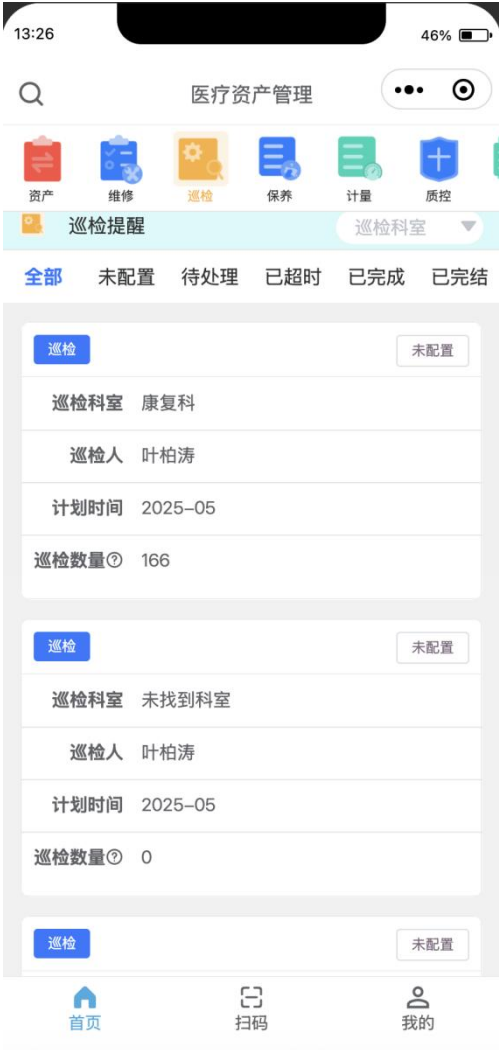 13:26 46%
医疗资产管理
资产 维修 巡检 保养 计量 质控
巡检提醒 巡检科室
全部 未配置 待处理 已超时 已完成 已完结
巡检 未配置
巡检科室 康复科
巡检人 叶柏涛
计划时间 2025-05
巡检数量? 166
巡检 未配置
巡检科室 未找到科室
巡检人 叶柏涛
计划时间 2025-05
巡检数量? 0
巡检 未配置
首页 扫码 我的